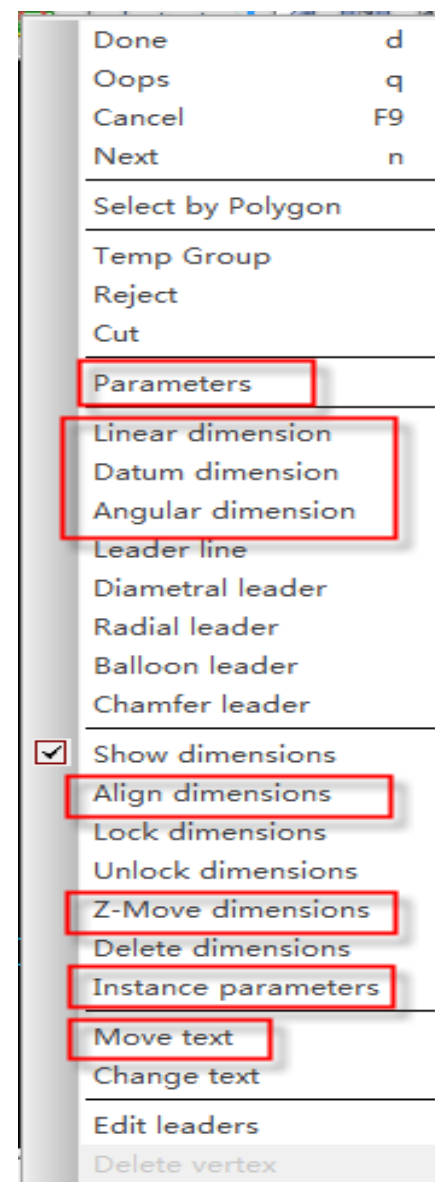 Done d
Oops q
Cancel F9
Next n
Select by Polygon
Temp Group
Reject
Cut
Parameters
Linear dimension
Datum dimension
Angular dimension
Leader line
Diametral leader
Radial leader
Balloon leader
Chamfer leader
Show dimensions
Align dimensions
Lock dimensions
Unlock dimensions
Z-Move dimensions
Delete dimensions
Instance parameters
Move text
Change text
Edit leaders
Delete vertex